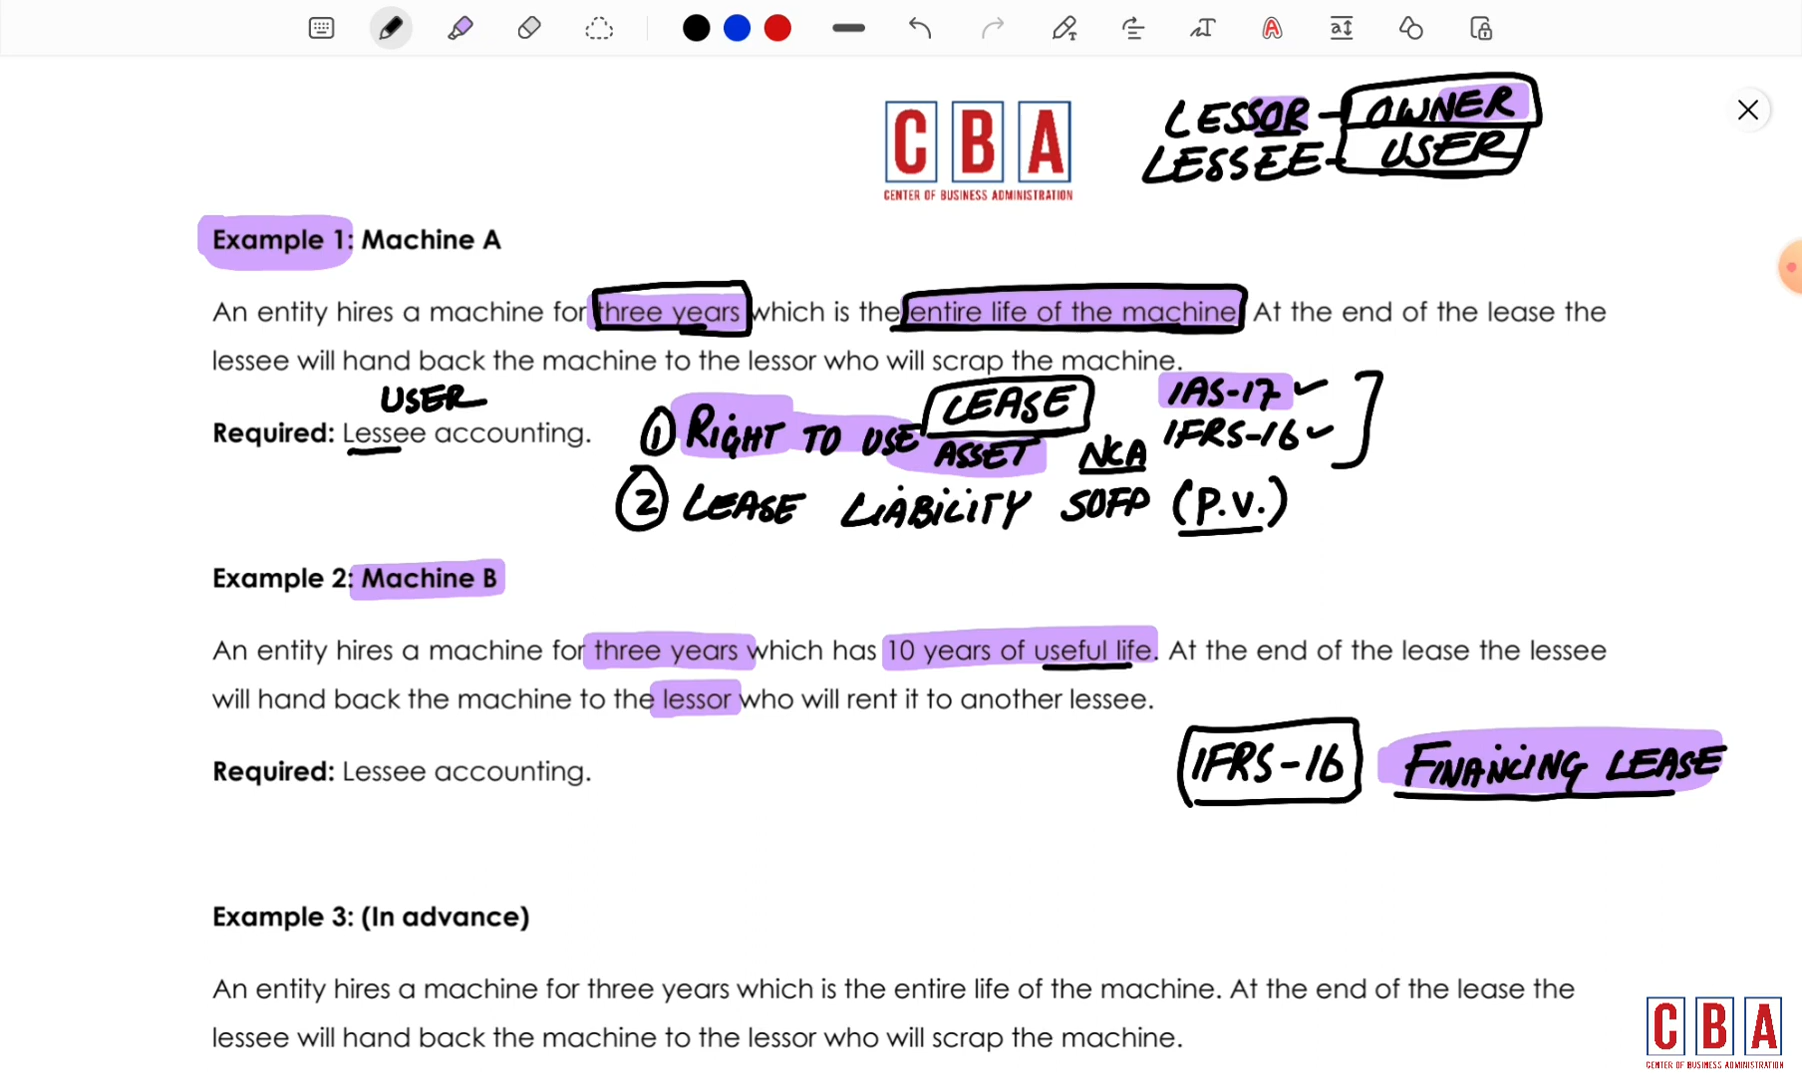 C B A
CENTER OF BUSINESS ADMINISTRATION
LESSOR - OWNER
LESSEE - USER
Example 1: Machine A
An entity hires a machine for three years which is the entire life of the machine. At the end of the lease the
lessee will hand back the machine to the lessor who will scrap the machine.
USER
Required: Lessee accounting.
① RIGHT TO USE LEASE
ASSET NCA
IAS-17 ✓
IFRS-16 ✓
② LEASE LIABILITY SOFP (P.V.)
Example 2: Machine B
An entity hires a machine for three years which has 10 years of useful life. At the end of the lease the lessee
will hand back the machine to the lessor who will rent it to another lessee.
IFRS-16 FINANCING LEASE
Required: Lessee accounting.
Example 3: (In advance)
An entity hires a machine for three years which is the entire life of the machine. At the end of the lease the
lessee will hand back the machine to the lessor who will scrap the machine.
C B A
CENTER OF BUSINESS ADMINISTRATION